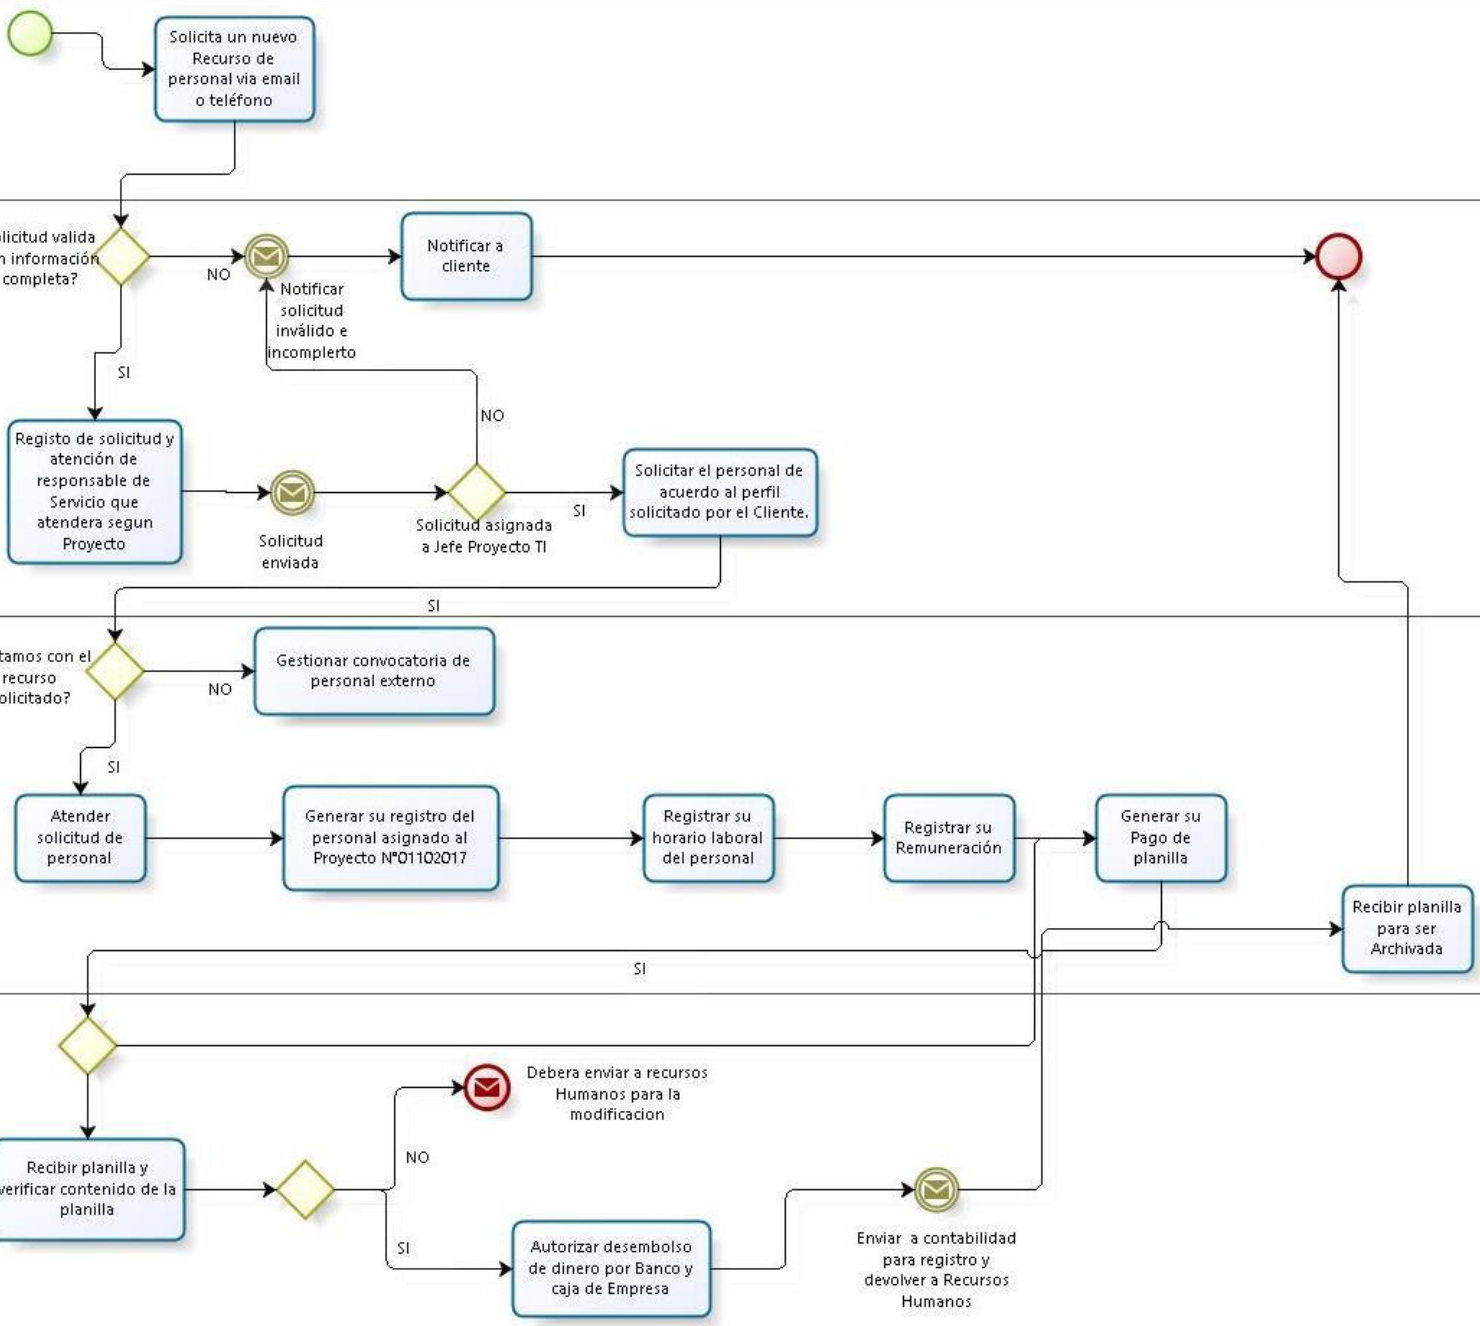 Solicita un nuevo
Recurso de
personal via email
o teléfono
licitud valida
n información
completa?
NO
Notificar a
cliente
Notificar
solicitud
inválido e
incomplerto
SI
NO
Registo de solicitud y
atención de
responsable de
Servicio que
atendera segun
Proyecto
Solicitud
enviada
Solicitud asignada
a Jefe Proyecto TI
SI
Solicitar el personal de
acuerdo al perfil
solicitado por el Cliente.
SI
tamos con el
recurso
olicitado?
NO
Gestionar convocatoria de
personal externo
SI
Atender
solicitud de
personal
Generar su registro del
personal asignado al
Proyecto N°01102017
Registrar su
horario laboral
del personal
Registrar su
Remuneración
Generar su
Pago de
planilla
Recibir planilla
para ser
Archivada
SI
Debera enviar a recursos
Humanos para la
modificacion
NO
Recibir planilla y
verificar contenido de la
planilla
SI
Autorizar desembolso
de dinero por Banco y
caja de Empresa
Enviar a contabilidad
para registro y
devolver a Recursos
Humanos